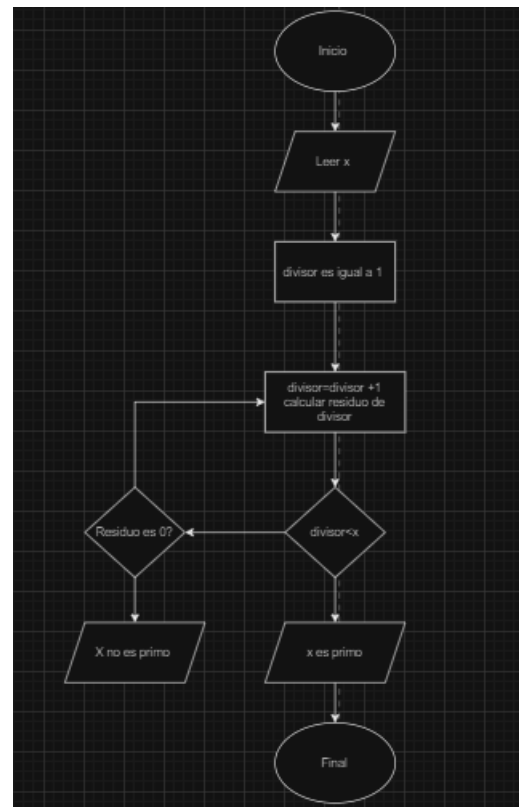 Inicio
Leer x
divisor es igual a 1
divisor=divisor +1
calcular residuo de
divisor
Residuo es 0?
divisor<x
X no es primo
x es primo
Final